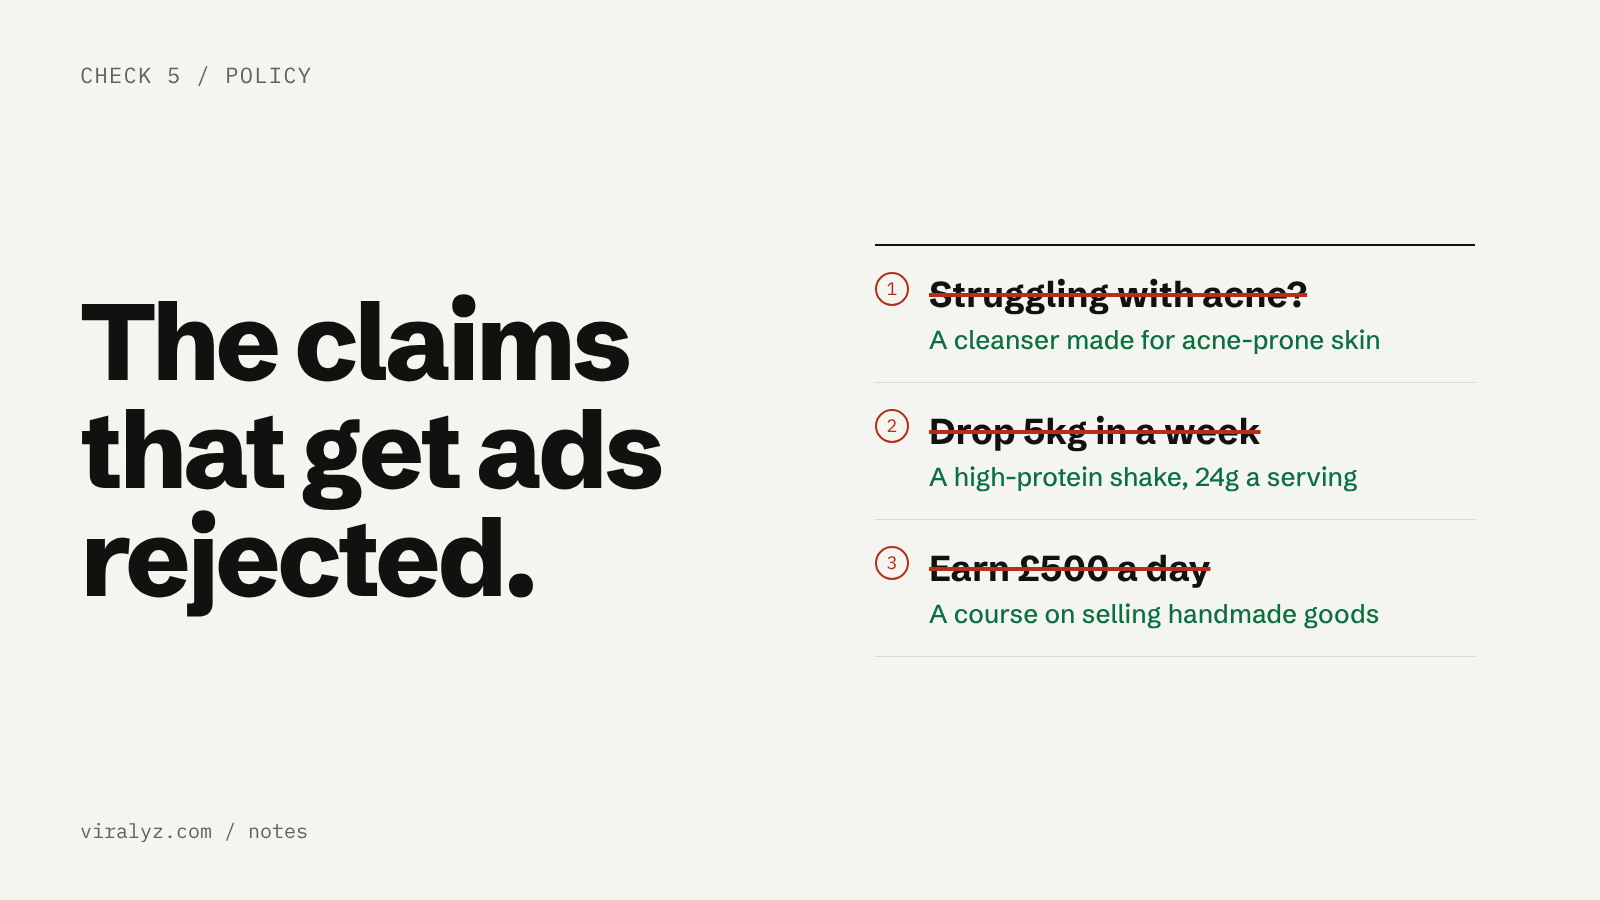 CHECK 5 / POLICY
The claims
that get ads
rejected.
1 Struggling with acne?
A cleanser made for acne-prone skin
2 Drop 5kg in a week
A high-protein shake, 24g a serving
3 Earn £500 a day
A course on selling handmade goods
viralyz.com / notes